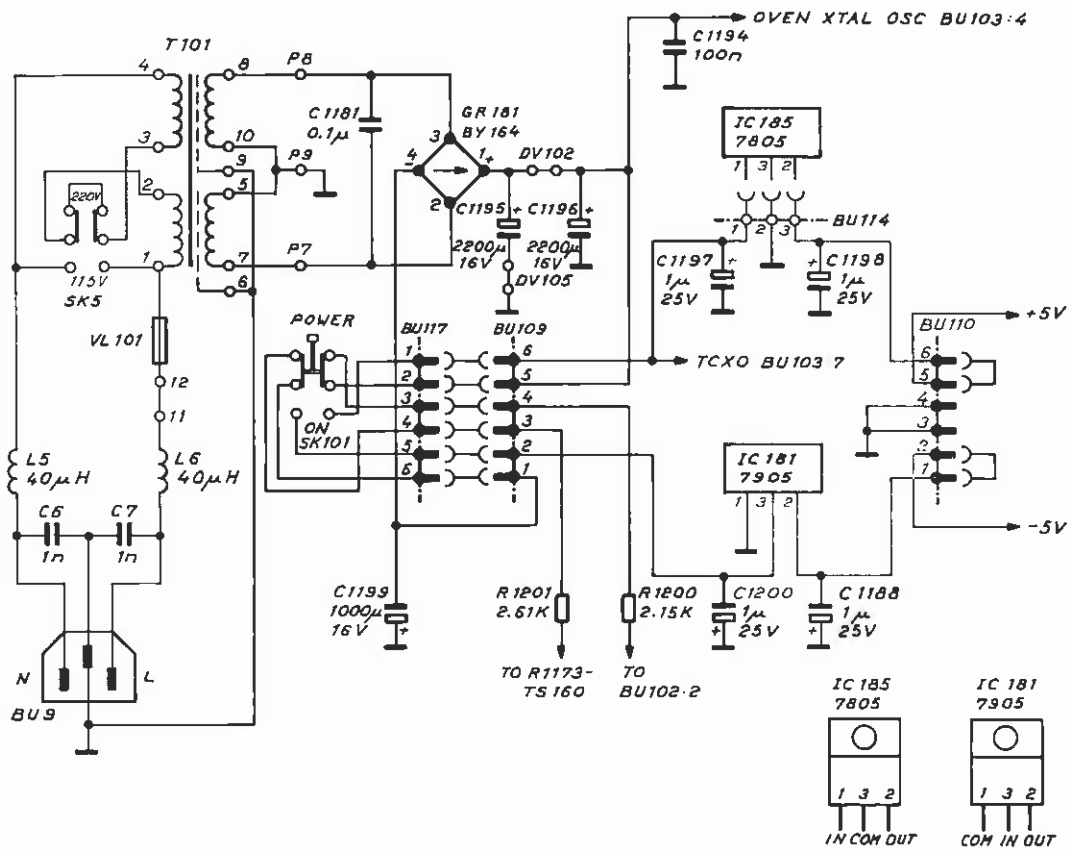 OVEN XTAL OSC BU103:4
C1194
100n
T101
4
8
P8
3
10
9
P9
2
5
220V
1
7
P7
115V
6
SK5
C1181
0.1µ
GR181
BY164
3
4
1+
2
DV102
C1195
+
2200µ
16V
DV105
C1196
+
2200µ
16V
IC185
7805
1 3 2
1 2 3
BU114
C1197
+
1µ
25V
+
C1198
1µ
25V
VL101
12
11
POWER
ON
SK101
BU117
1
2
3
4
5
6
BU109
6
5
4
3
2
1
TCXO BU103 7
BU110
6
5
4
3
2
1
+5V
-5V
L5
40µH
L6
40µH
C6
1n
C7
1n
IC 181
7905
1 3 2
C1199
1000µ
16V
+
R1201
2.61K
R1200
2.15K
C1200
1µ
25V
+
C1188
1µ
25V
+
TO R1173-
TS160
TO
BU102·2
N
L
BU9
IC 185
7805
1 3 2
IN COM OUT
IC 181
7905
1 3 2
COM IN OUT